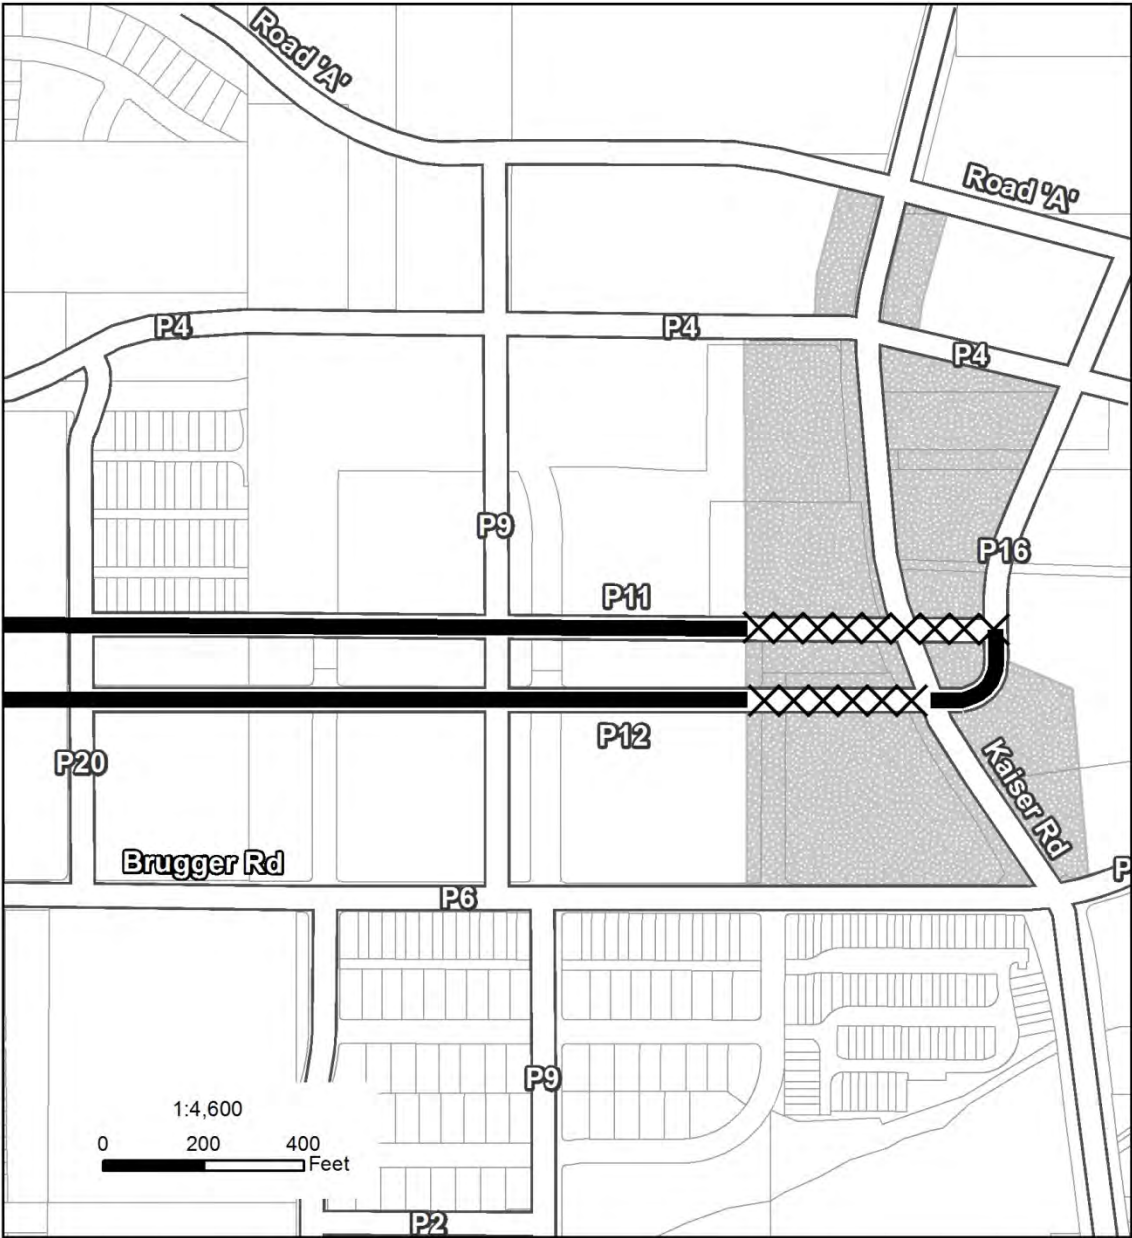 Road 'A'
Road 'A'
P4
P4
P4
P9
P16
P11
P12
P20
Kaiser Rd
Brugger Rd
P
P6
P9
1:4,600
0 200 400
Feet
P2